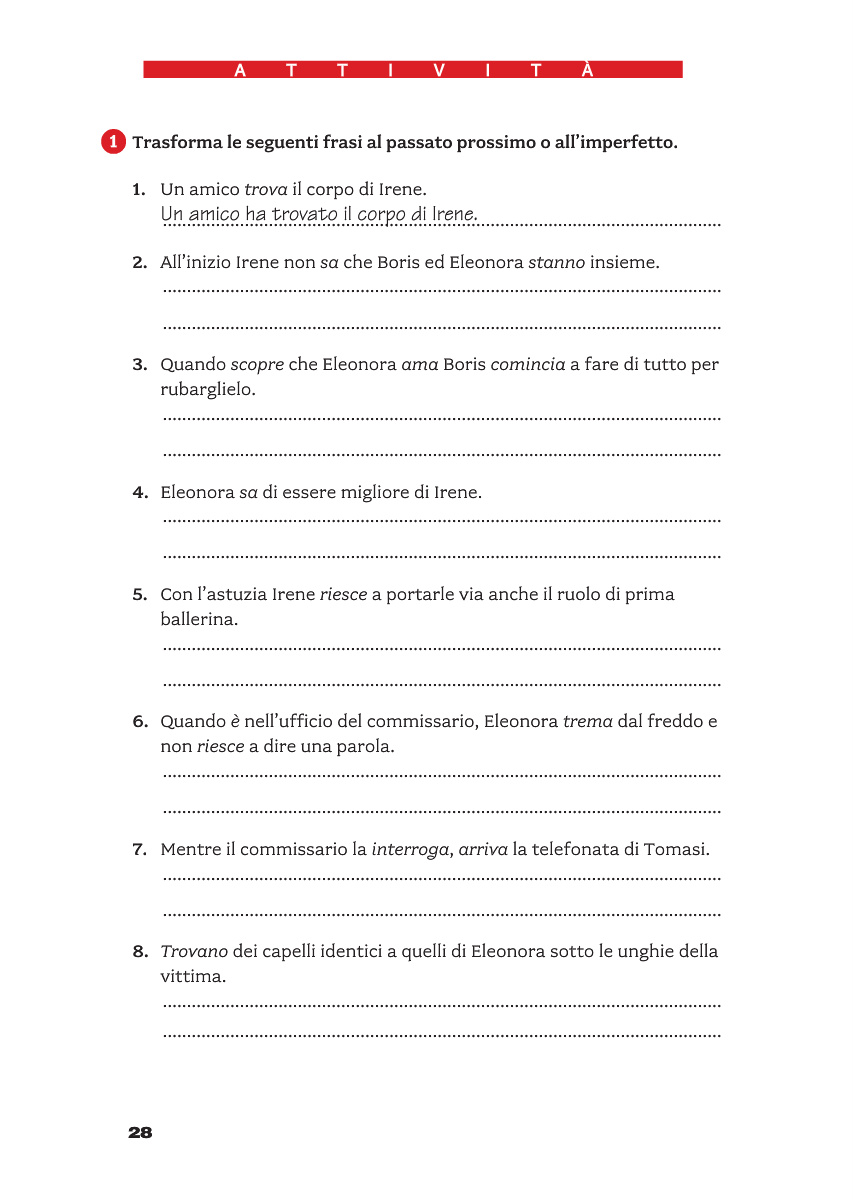 ATTIVITÀ
1 Trasforma le seguenti frasi al passato prossimo o all'imperfetto.
1. Un amico trova il corpo di Irene.
Un amico ha trovato il corpo di Irene.
2. All'inizio Irene non sa che Boris ed Eleonora stanno insieme.
3. Quando scopre che Eleonora ama Boris comincia a fare di tutto per
rubarglielo.
4. Eleonora sa di essere migliore di Irene.
5. Con l'astuzia Irene riesce a portarle via anche il ruolo di prima
ballerina.
6. Quando è nell'ufficio del commissario, Eleonora trema dal freddo e
non riesce a dire una parola.
7. Mentre il commissario la interroga, arriva la telefonata di Tomasi.
8. Trovano dei capelli identici a quelli di Eleonora sotto le unghie della
vittima.
28